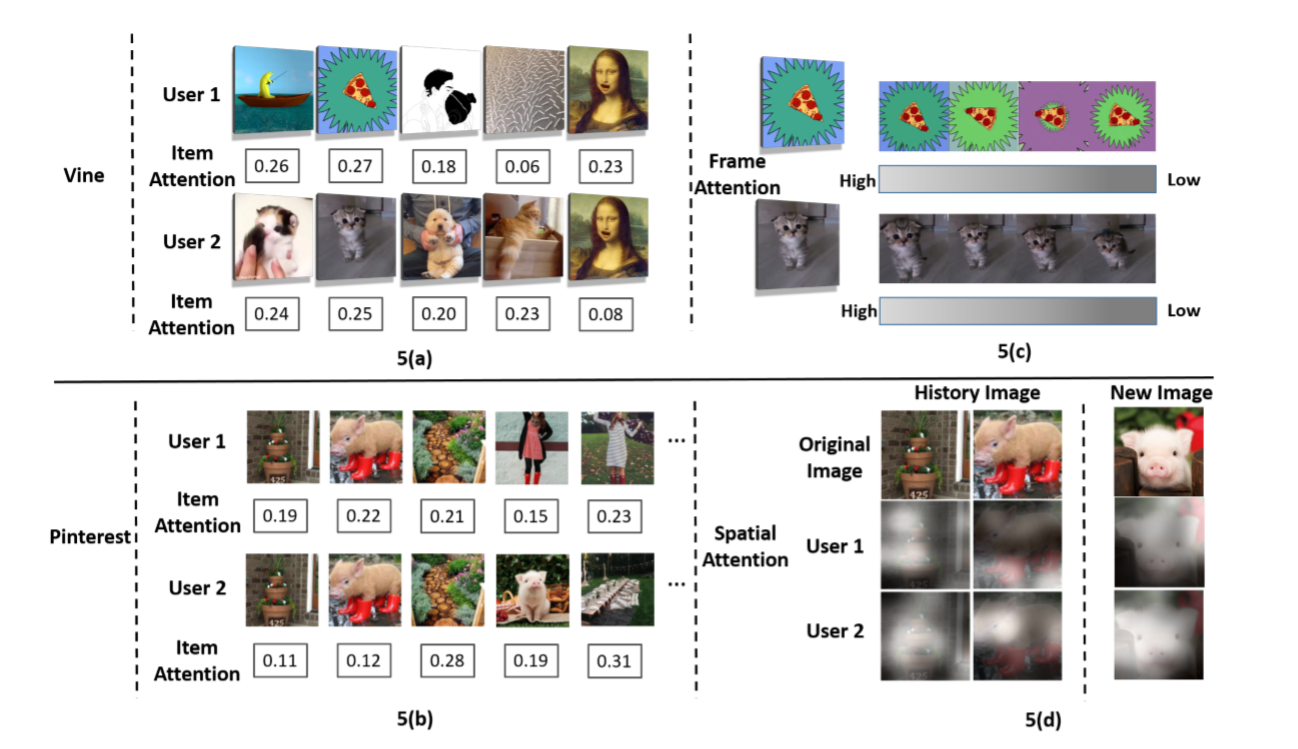 Vine
User 1
Item
Attention
0.26
0.27
0.18
0.06
0.23
User 2
Item
Attention
0.24
0.25
0.20
0.23
0.08
5(a)
Frame
Attention
High
Low
High
Low
5(c)
Pinterest
User 1
...
425
Item
Attention
0.19
0.22
0.21
0.15
0.23
User 2
...
425
Item
Attention
0.11
0.12
0.28
0.19
0.31
5(b)
History Image
New Image
Original
Image
425
Spatial
Attention
User 1
User 2
5(d)